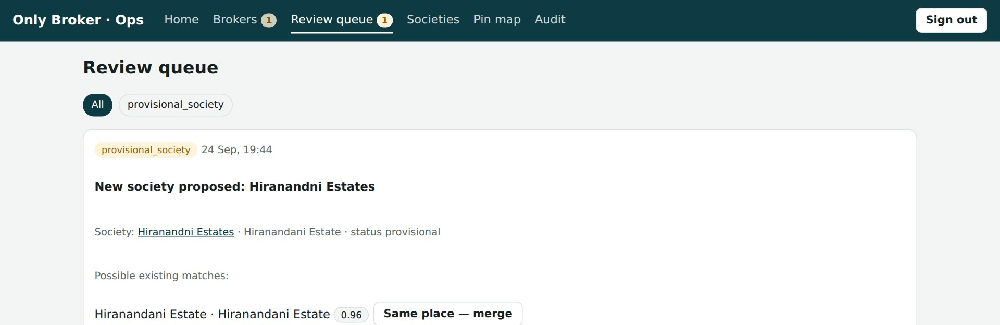 Only Broker · Ops Home Brokers 1 Review queue 1 Societies Pin map Audit Sign out
Review queue
All provisional_society
provisional_society 24 Sep, 19:44
New society proposed: Hiranandni Estates
Society: Hiranandni Estates · Hiranandani Estate · status provisional
Possible existing matches:
Hiranandani Estate · Hiranandani Estate 0.96 Same place — merge